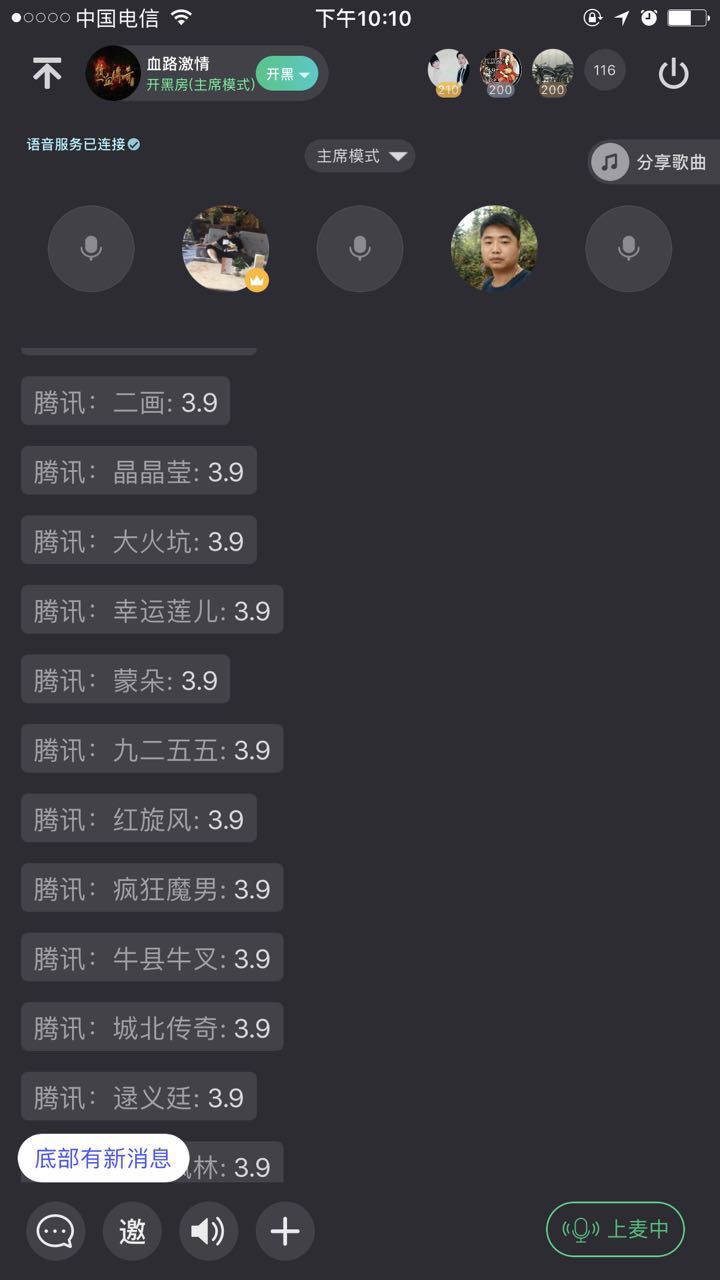 中国电信
下午10:10
血路激情
开黑房(主席模式)
开黑
210
200
200
116
语音服务已连接
主席模式
分享歌曲
腾讯：二画: 3.9
腾讯：晶晶莹: 3.9
腾讯：大火坑: 3.9
腾讯：幸运莲儿: 3.9
腾讯：蒙朵: 3.9
腾讯：九二五五: 3.9
腾讯：红旋风: 3.9
腾讯：疯狂魔男: 3.9
腾讯：牛县牛叉: 3.9
腾讯：城北传奇: 3.9
腾讯：逯义廷: 3.9
林: 3.9
底部有新消息
邀
上麦中